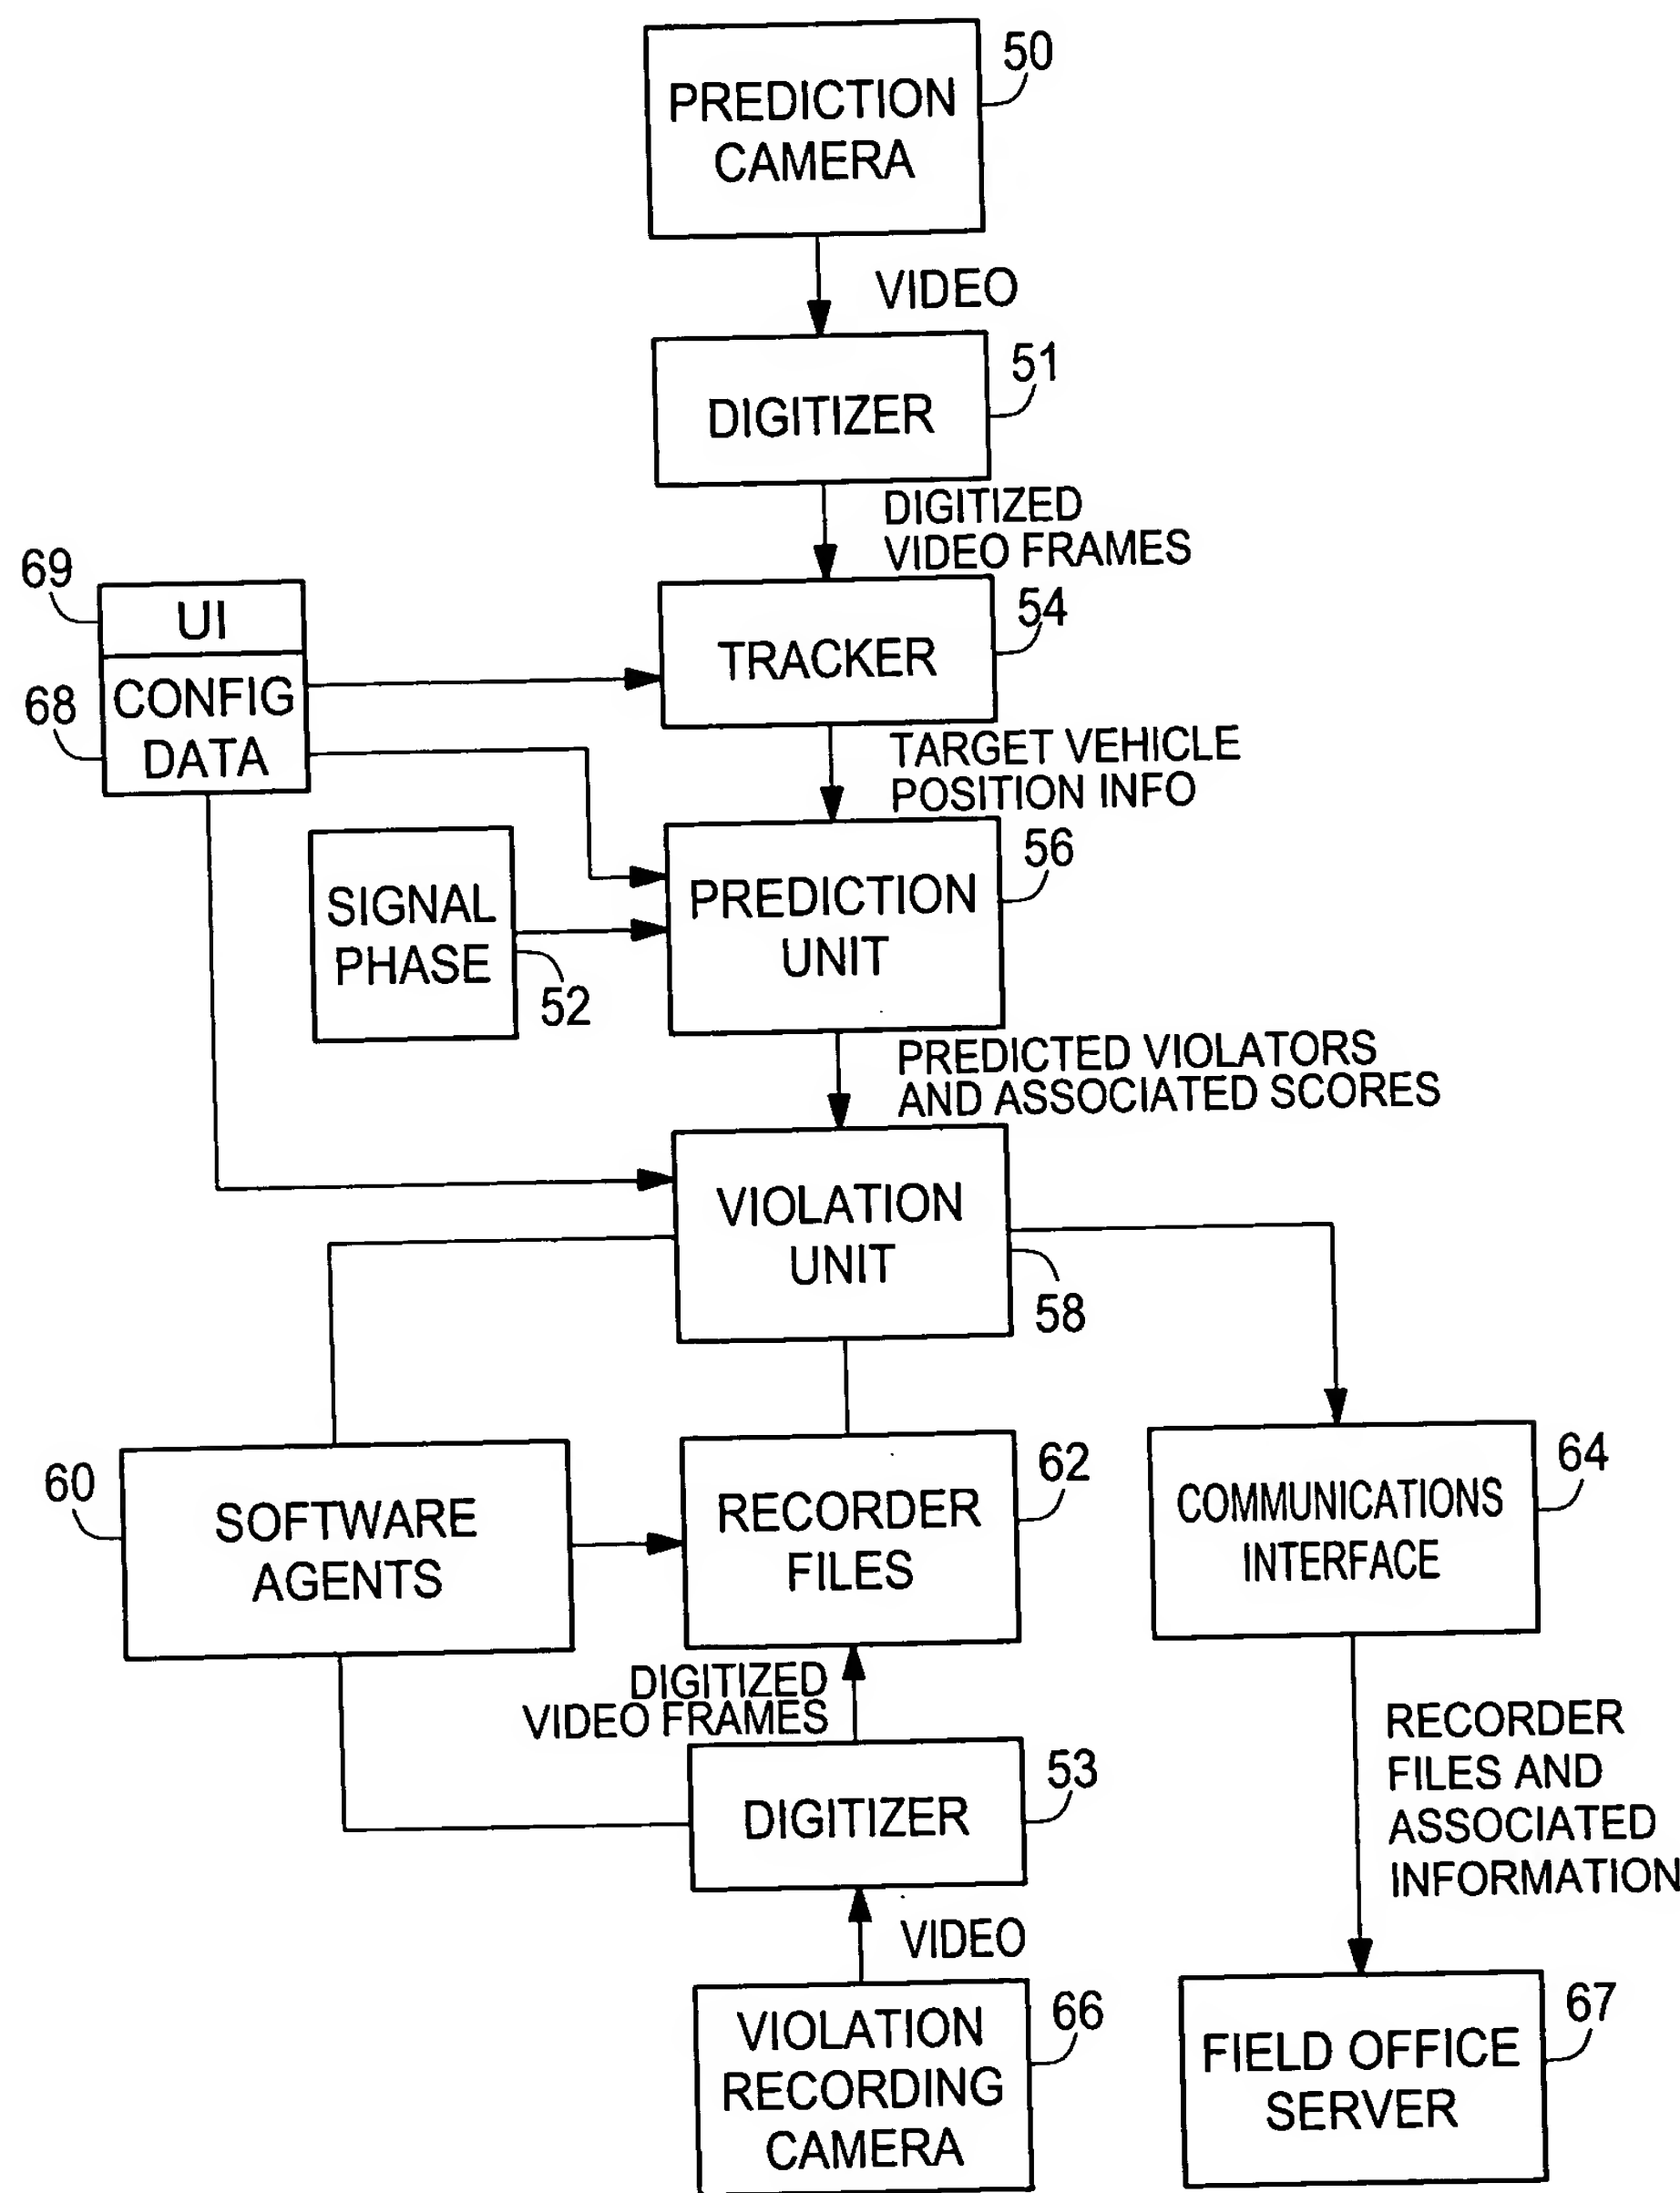 PREDICTION
CAMERA
50
VIDEO
DIGITIZER
51
DIGITIZED
VIDEO FRAMES
69
UI
68
CONFIG
DATA
TRACKER
54
TARGET VEHICLE
POSITION INFO
SIGNAL
PHASE
52
PREDICTION
UNIT
56
PREDICTED VIOLATORS
AND ASSOCIATED SCORES
VIOLATION
UNIT
58
60
SOFTWARE
AGENTS
RECORDER
FILES
62
COMMUNICATIONS
INTERFACE
64
DIGITIZED
VIDEO FRAMES
RECORDER
FILES AND
ASSOCIATED
INFORMATION
DIGITIZER
53
VIDEO
VIOLATION
RECORDING
CAMERA
66
FIELD OFFICE
SERVER
67